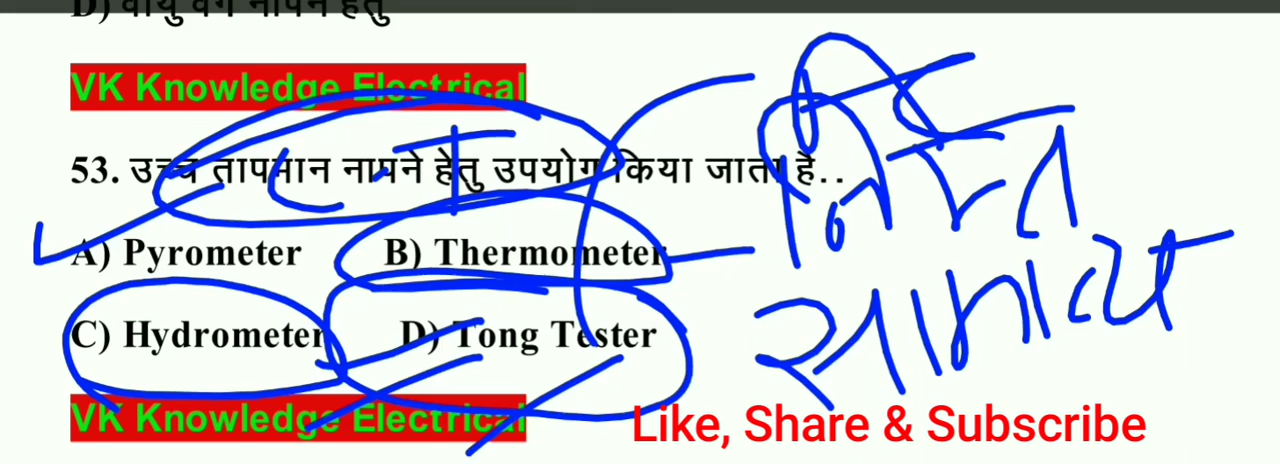 D) वायु वेग नापने हेतु
VK Knowledge Electrical
53. उच्च तापमान नापने हेतु उपयोग किया जाता है..
C.T
A) Pyrometer B) Thermometer
C) Hydrometer D) Tong Tester
सामान्य
VK Knowledge Electrical
Like, Share & Subscribe